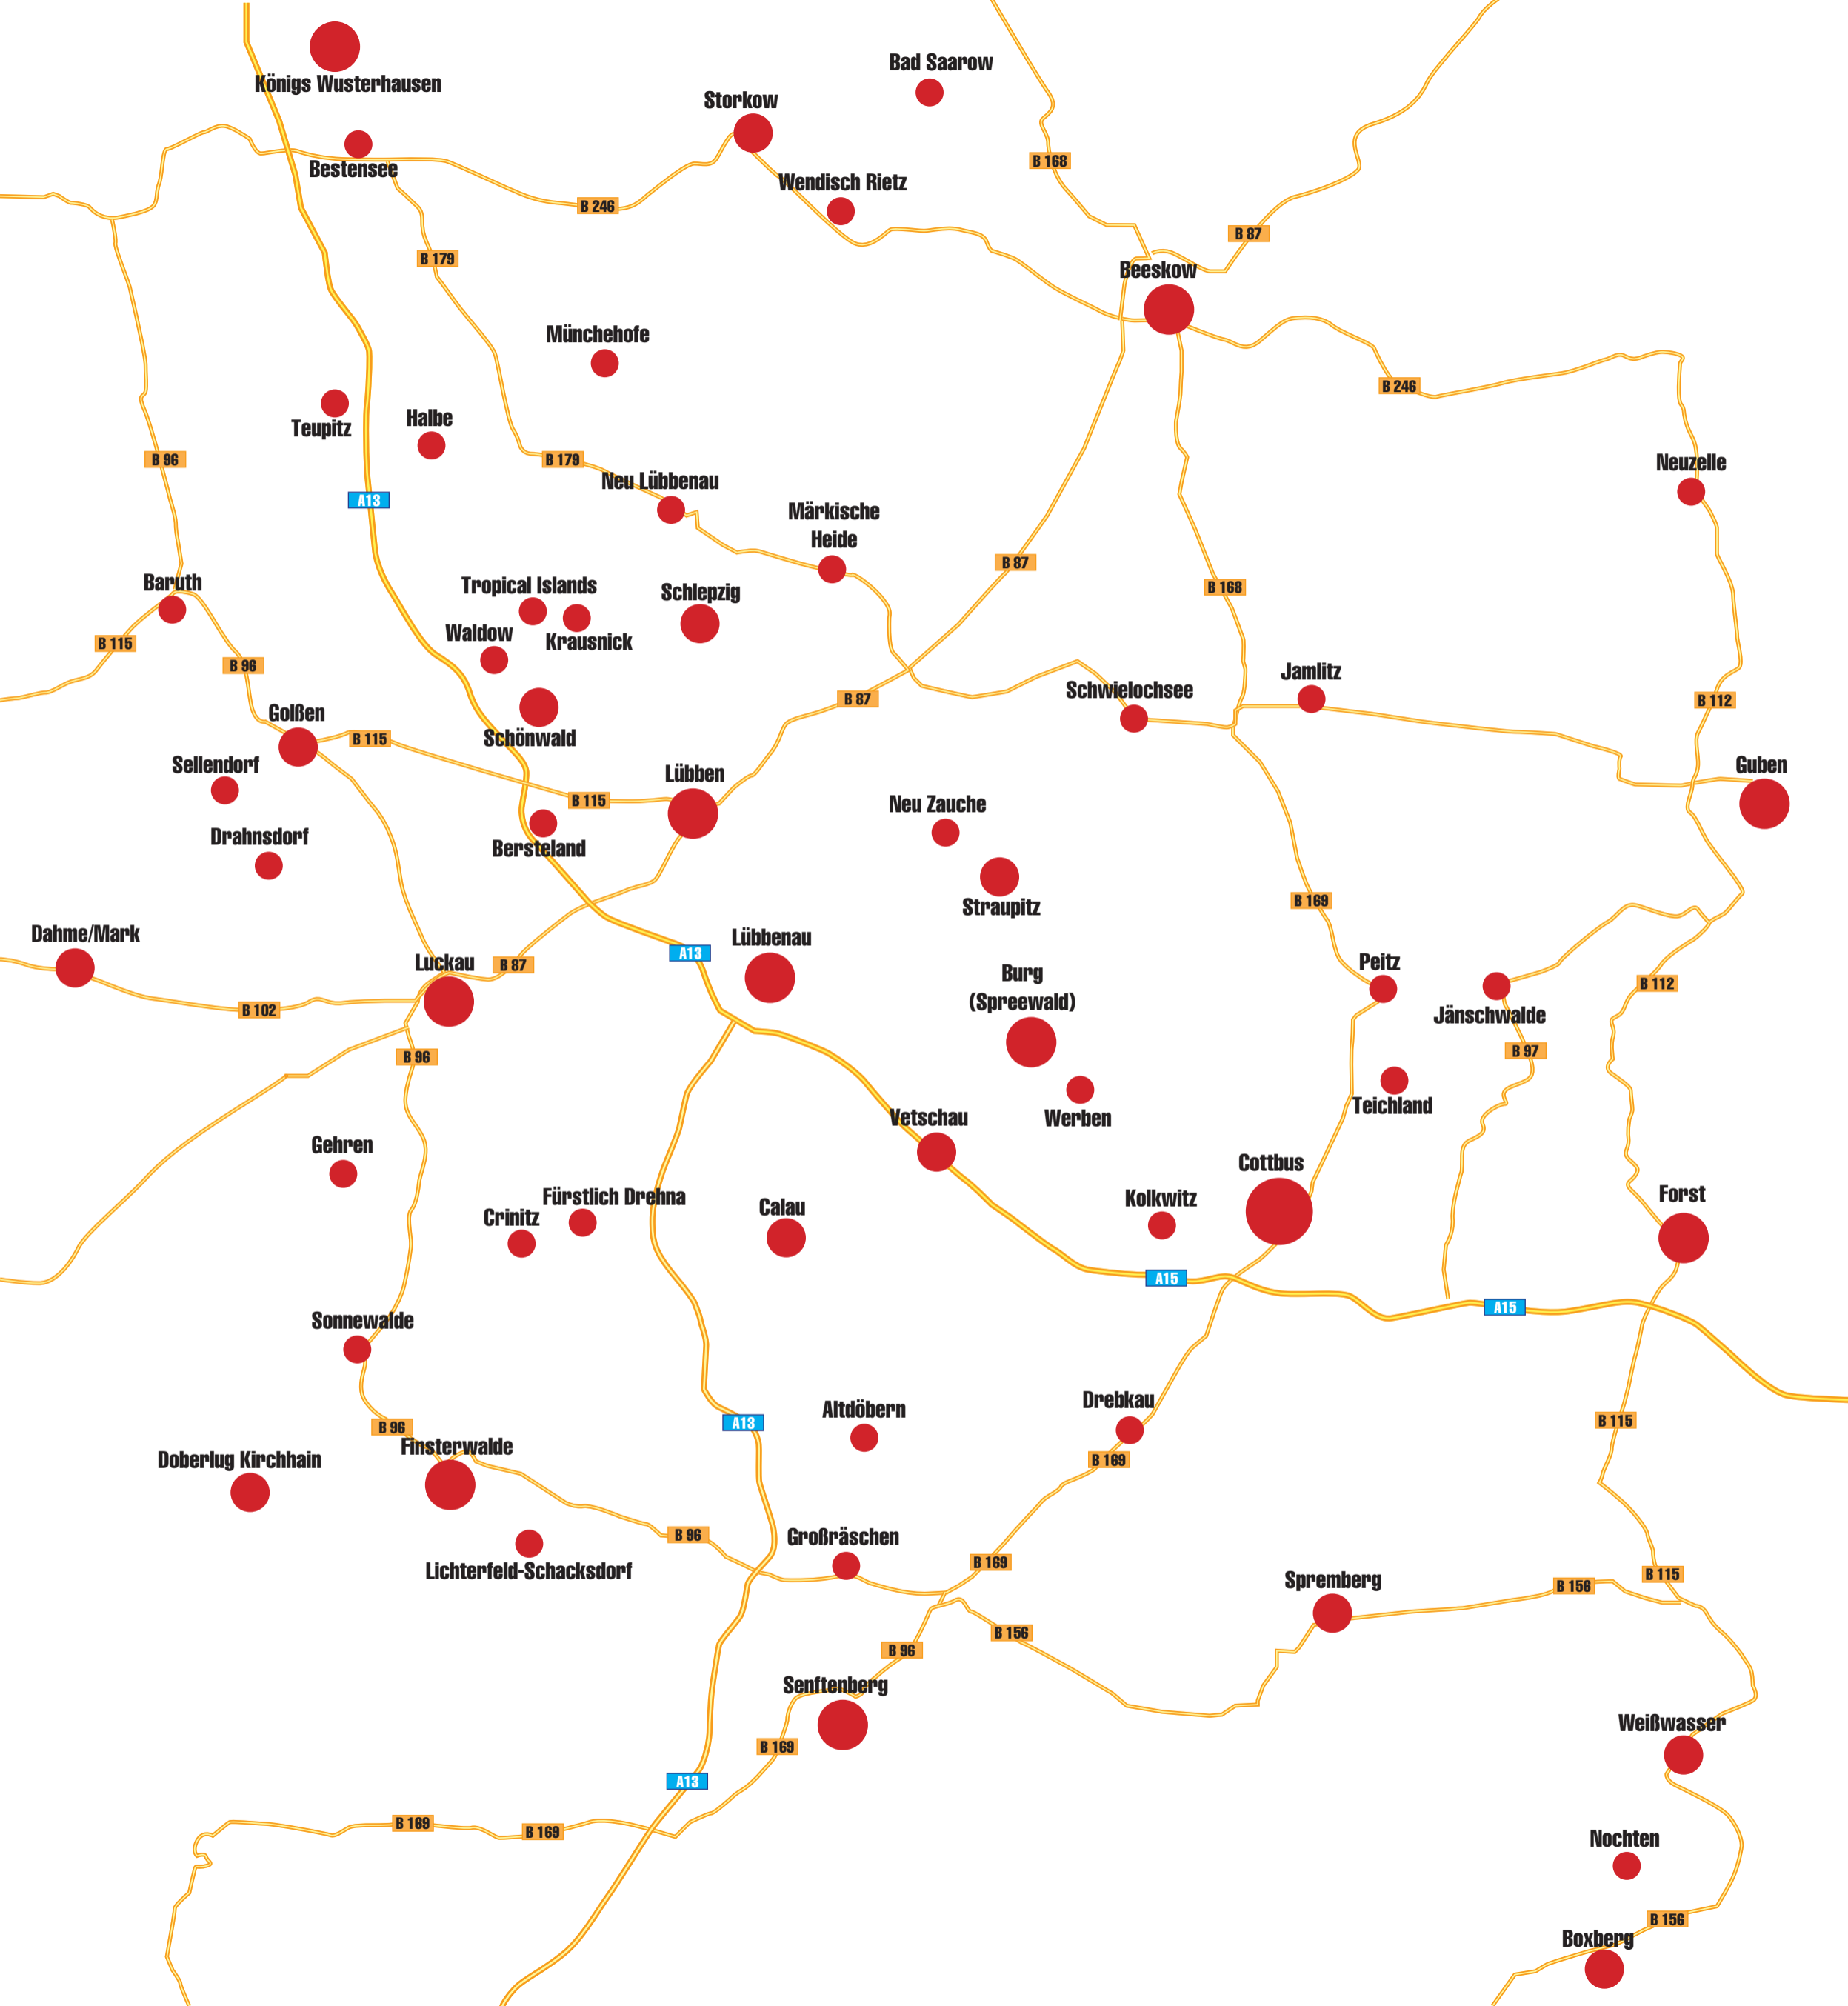 Königs Wusterhausen
Bad Saarow
Storkow
Bestensee
B 168
Wendisch Rietz
B 246
B 87
B 179
Beeskow
Münchehofe
B 246
Teupitz
Halbe
B 96
B 179
Neuzelle
Neu Lübbenau
A13
Märkische
Heide
B 87
Baruth
Tropical Islands
Schlepzig
B 168
Waldow
Krausnick
B 115
B 96
Jamlitz
Schwielochsee
B 87
B 112
Golßen
B 115
Schönwald
Sellendorf
Lübben
Guben
B 115
Neu Zauche
Drahnsdorf
Bersteland
B 169
Straupitz
Dahme/Mark
Lübbenau
A13
Luckau
B 87
Peitz
Burg
(Spreewald)
B 112
B 102
Jänschwalde
B 96
B 97
Teichland
Werben
Vetschau
Gehren
Cottbus
Fürstlich Drehna
Kolkwitz
Forst
Calau
Crinitz
A15
A15
Sonnewalde
Drebkau
Altdöbern
B 115
A13
B 96
Finsterwalde
Doberlug Kirchhain
B 169
B 96
Großräschen
B 169
Lichterfeld-Schacksdorf
B 115
Spremberg
B 156
B 156
B 96
Senftenberg
Weißwasser
B 169
A13
B 169
B 169
Nochten
B 156
Boxberg